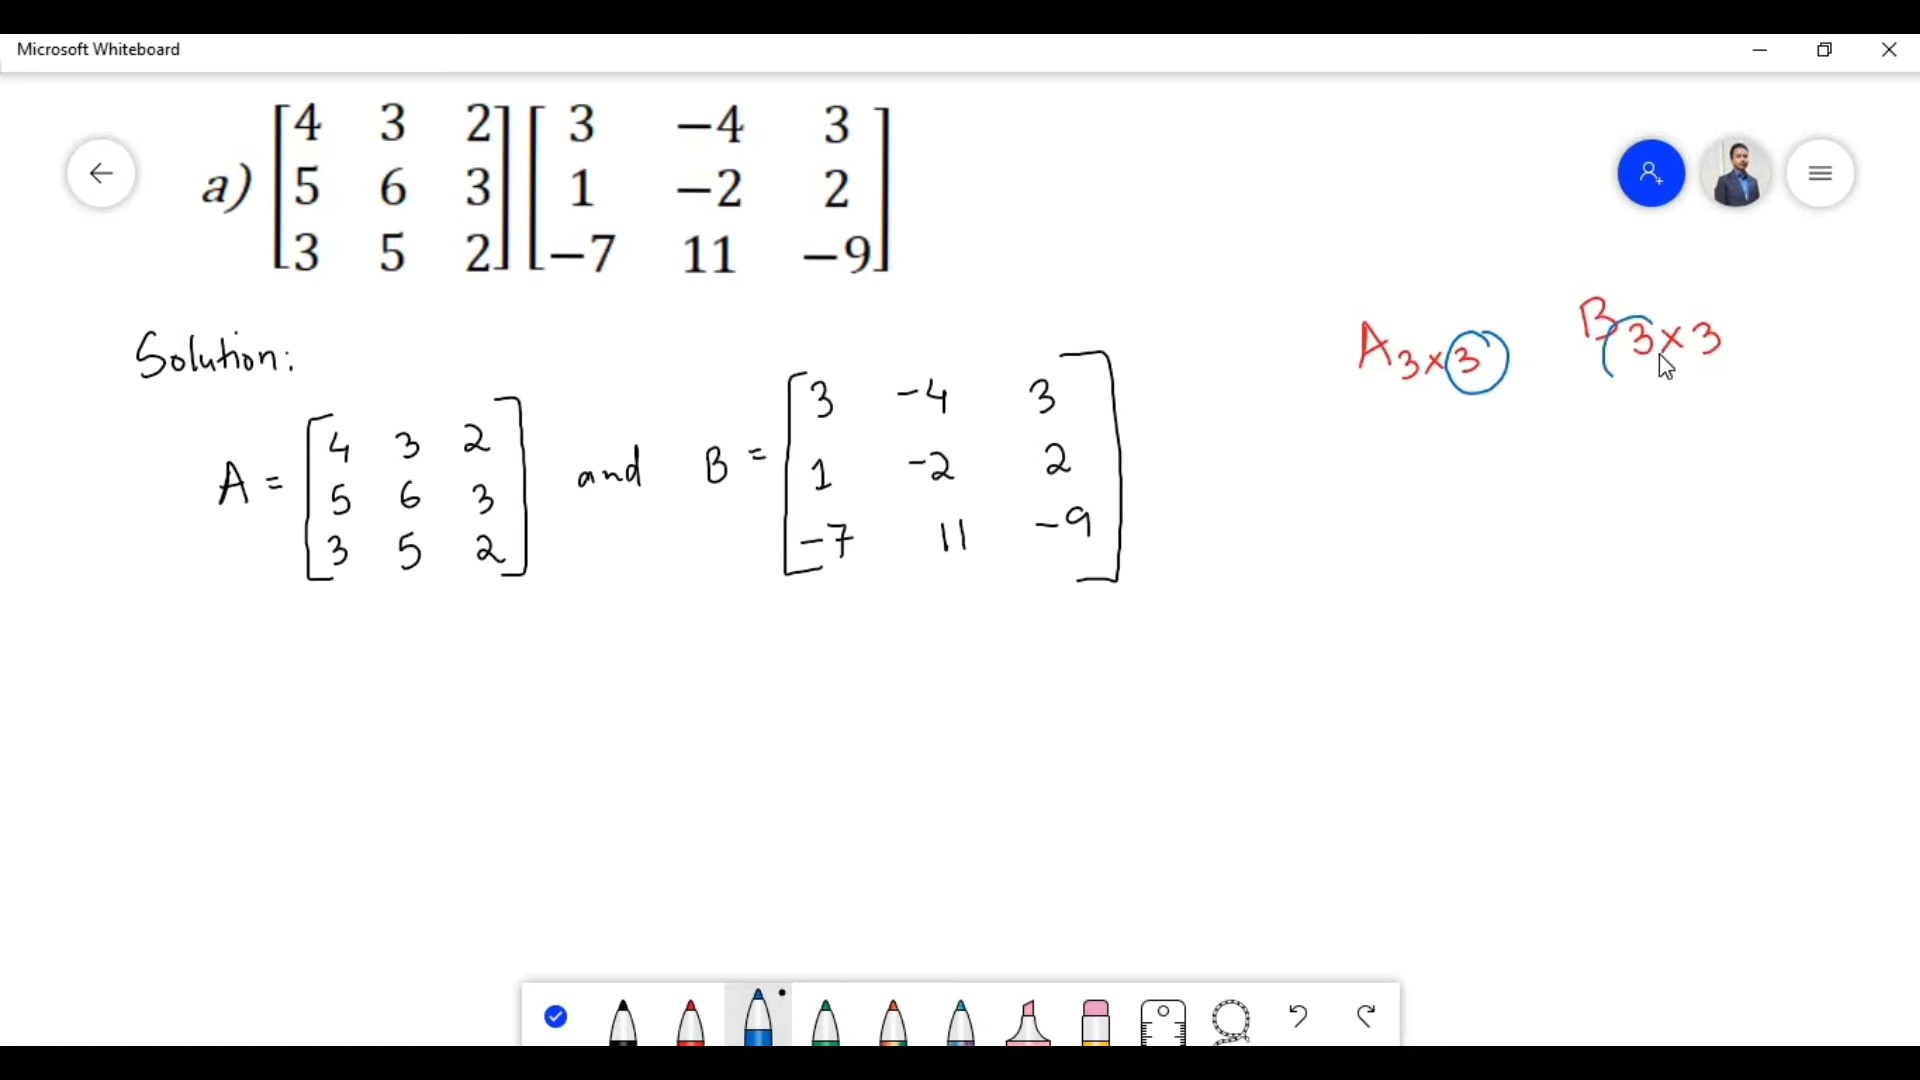 Microsoft Whiteboard
a) [4 3 2] [3 -4 3]
[5 6 3] [1 -2 2]
[3 5 2] [-7 11 -9]
A 3×3 B 3×3
Solution:
A = [4 3 2] and B = [3 -4 3]
[5 6 3] [1 -2 2]
[3 5 2] [-7 11 -9]